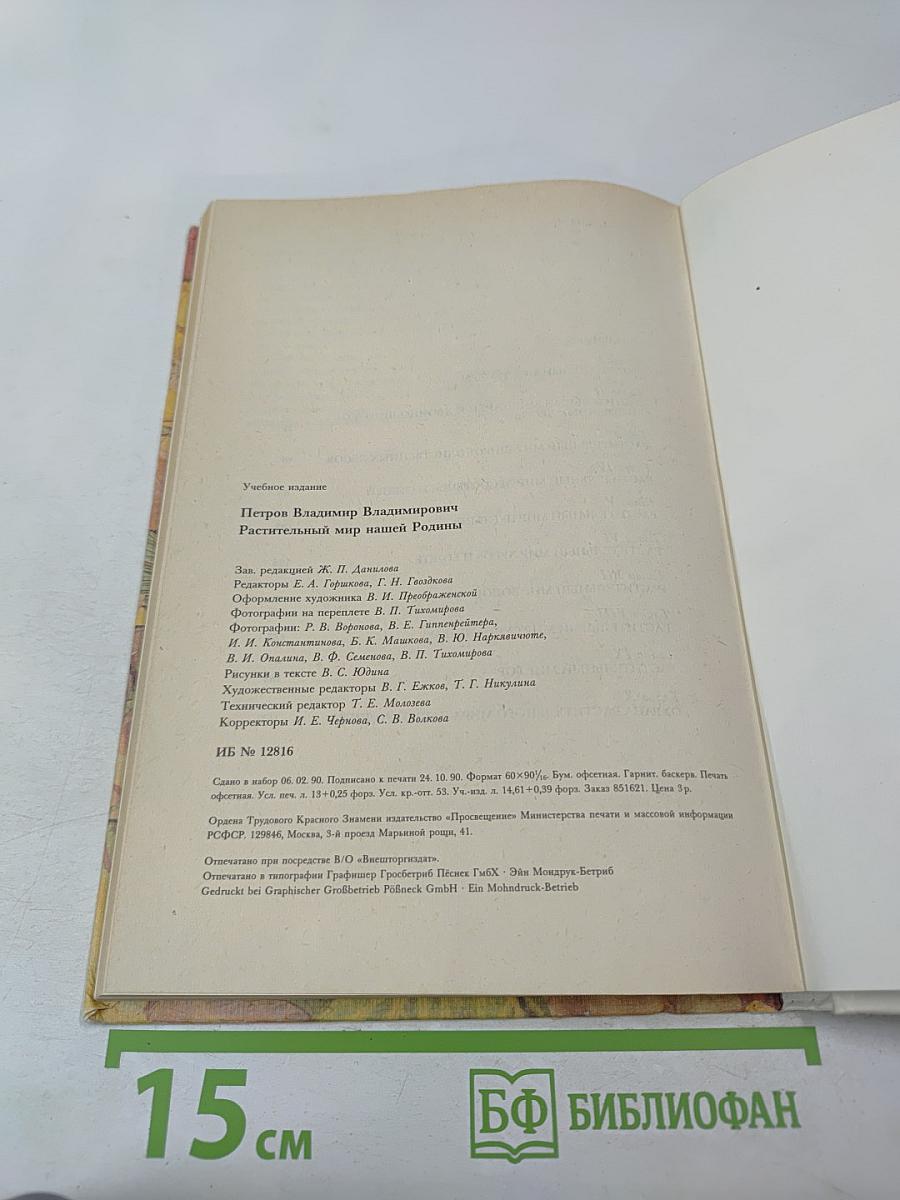 Учебное издание
Петров Владимир Владимирович
Растительный мир нашей Родины
Зав. редакцией Ж. П. Данилова
Редакторы Е. А. Горшкова, Г. Н. Гвоздкова
Оформление художника В. И. Преображенской
Фотографии на переплете В. П. Тихомирова
Фотографии: Р. В. Воронова, В. Е. Гиппенрейтера,
И. И. Константинова, Б. К. Машкова, В. Ю. Наркявичюте,
В. И. Опалина, В. Ф. Семенова, В. П. Тихомирова
Рисунки в тексте В. С. Юдина
Художественные редакторы В. Г. Ежков, Т. Г. Никулина
Технический редактор Т. Е. Молозева
Корректоры И. Е. Чернова, С. В. Волкова
ИБ № 12816
Сдано в набор 06. 02. 90. Подписано к печати 24. 10. 90. Формат 60×90¹/₁₆. Бум. офсетная. Гарнит. баскерв. Печать
офсетная. Усл. печ. л. 13+0,25 форз. Усл. кр.-отт. 53. Уч.-изд. л. 14,61+0,39 форз. Заказ 851621. Цена 3 р.
Ордена Трудового Красного Знамени издательство «Просвещение» Министерства печати и массовой информации
РСФСР. 129846, Москва, 3-й проезд Марьиной рощи, 41.
Отпечатано при посредстве В/О «Внешторгиздат».
Отпечатано в типографии Графишер Гросбетриб Пёснек ГмбХ · Эйн Мондрук-Бетриб
Gedruckt bei Graphischer Großbetrieb Pößneck GmbH · Ein Mohndruck-Betrieb
15 см
БФ БИБЛИОФАН